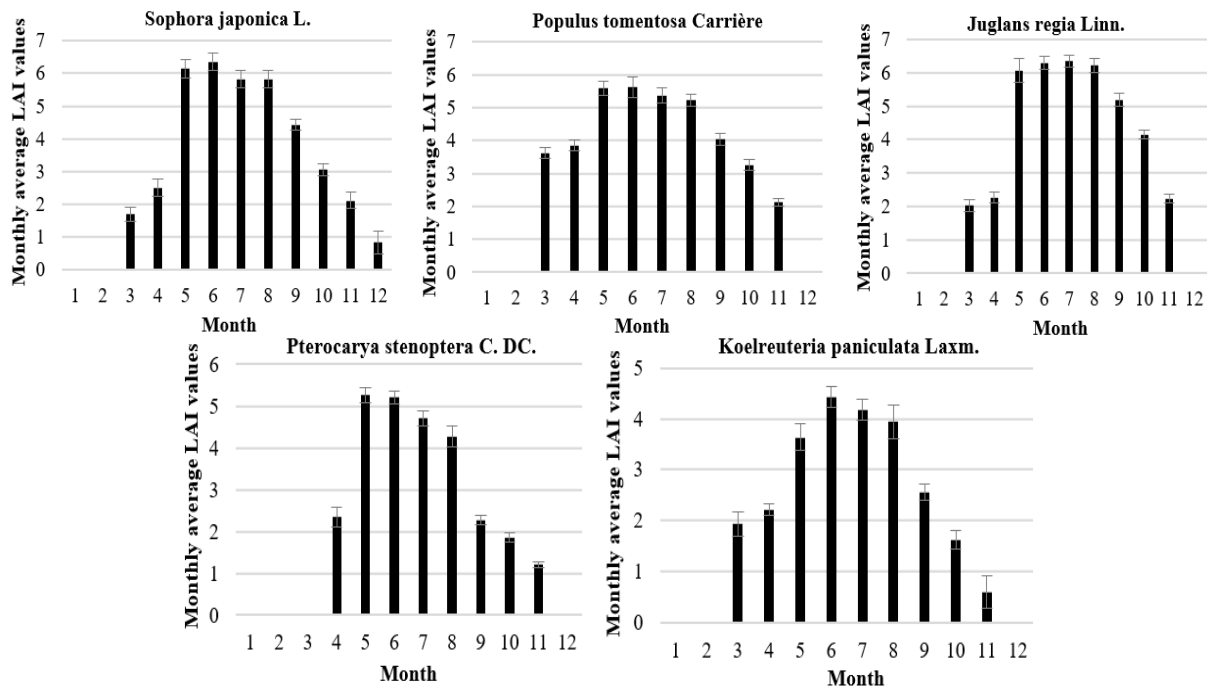 Sophora japonica L.
Monthly average LAI values
7
6
5
4
3
2
1
0
1 2 3 4 5 6 7 8 9 10 11 12
Month
Populus tomentosa Carrière
Monthly average LAI values
7
6
5
4
3
2
1
0
1 2 3 4 5 6 7 8 9 10 11 12
Month
Juglans regia Linn.
Monthly average LAI values
7
6
5
4
3
2
1
0
1 2 3 4 5 6 7 8 9 10 11 12
Month
Pterocarya stenoptera C. DC.
Monthly average LAI values
6
5
4
3
2
1
0
1 2 3 4 5 6 7 8 9 10 11 12
Month
Koelreuteria paniculata Laxm.
Monthly average LAI values
5
4
3
2
1
0
1 2 3 4 5 6 7 8 9 10 11 12
Month